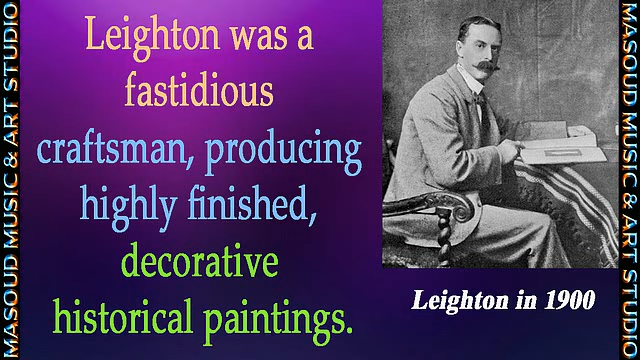 MASOUD MUSIC & ART STUDIO
Leighton was a
fastidious
craftsman, producing
highly finished,
decorative
historical paintings.
Leighton in 1900
MASOUD MUSIC & ART STUDIO